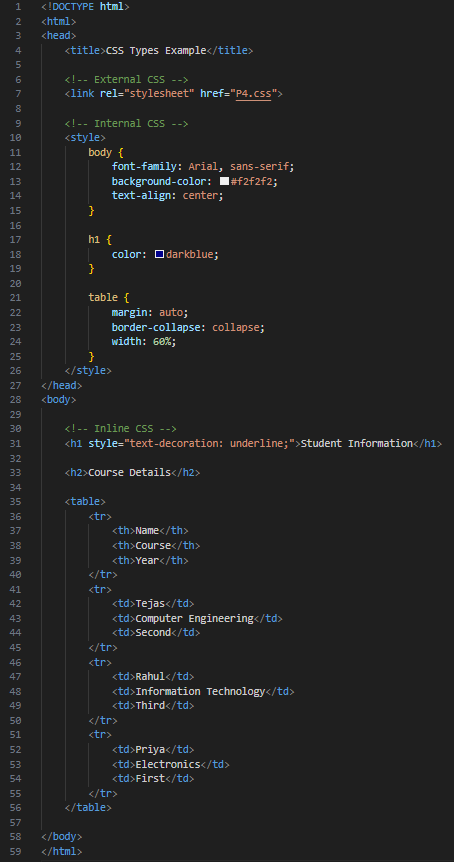 1 <!DOCTYPE html>
2 <html>
3 <head>
4     <title>CSS Types Example</title>
5
6     <!-- External CSS -->
7     <link rel="stylesheet" href="P4.css">
8
9     <!-- Internal CSS -->
10     <style>
11         body {
12             font-family: Arial, sans-serif;
13             background-color: #f2f2f2;
14             text-align: center;
15         }
16
17         h1 {
18             color: darkblue;
19         }
20
21         table {
22             margin: auto;
23             border-collapse: collapse;
24             width: 60%;
25         }
26     </style>
27 </head>
28 <body>
29
30     <!-- Inline CSS -->
31     <h1 style="text-decoration: underline;">Student Information</h1>
32
33     <h2>Course Details</h2>
34
35     <table>
36         <tr>
37             <th>Name</th>
38             <th>Course</th>
39             <th>Year</th>
40         </tr>
41         <tr>
42             <td>Tejas</td>
43             <td>Computer Engineering</td>
44             <td>Second</td>
45         </tr>
46         <tr>
47             <td>Rahul</td>
48             <td>Information Technology</td>
49             <td>Third</td>
50         </tr>
51         <tr>
52             <td>Priya</td>
53             <td>Electronics</td>
54             <td>First</td>
55         </tr>
56     </table>
57
58 </body>
59 </html>